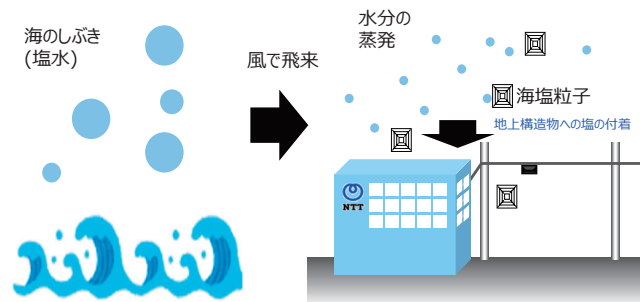 海のしぶき
(塩水)
風で飛来
水分の
蒸発
海塩粒子
地上構造物への塩の付着
NTT